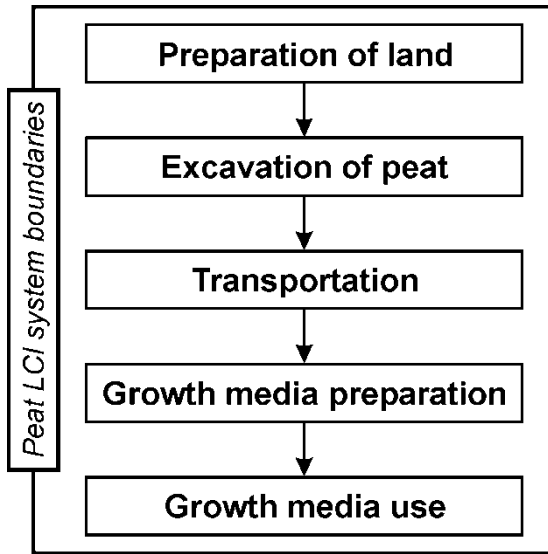 Peat LCI system boundaries
Preparation of land
Excavation of peat
Transportation
Growth media preparation
Growth media use